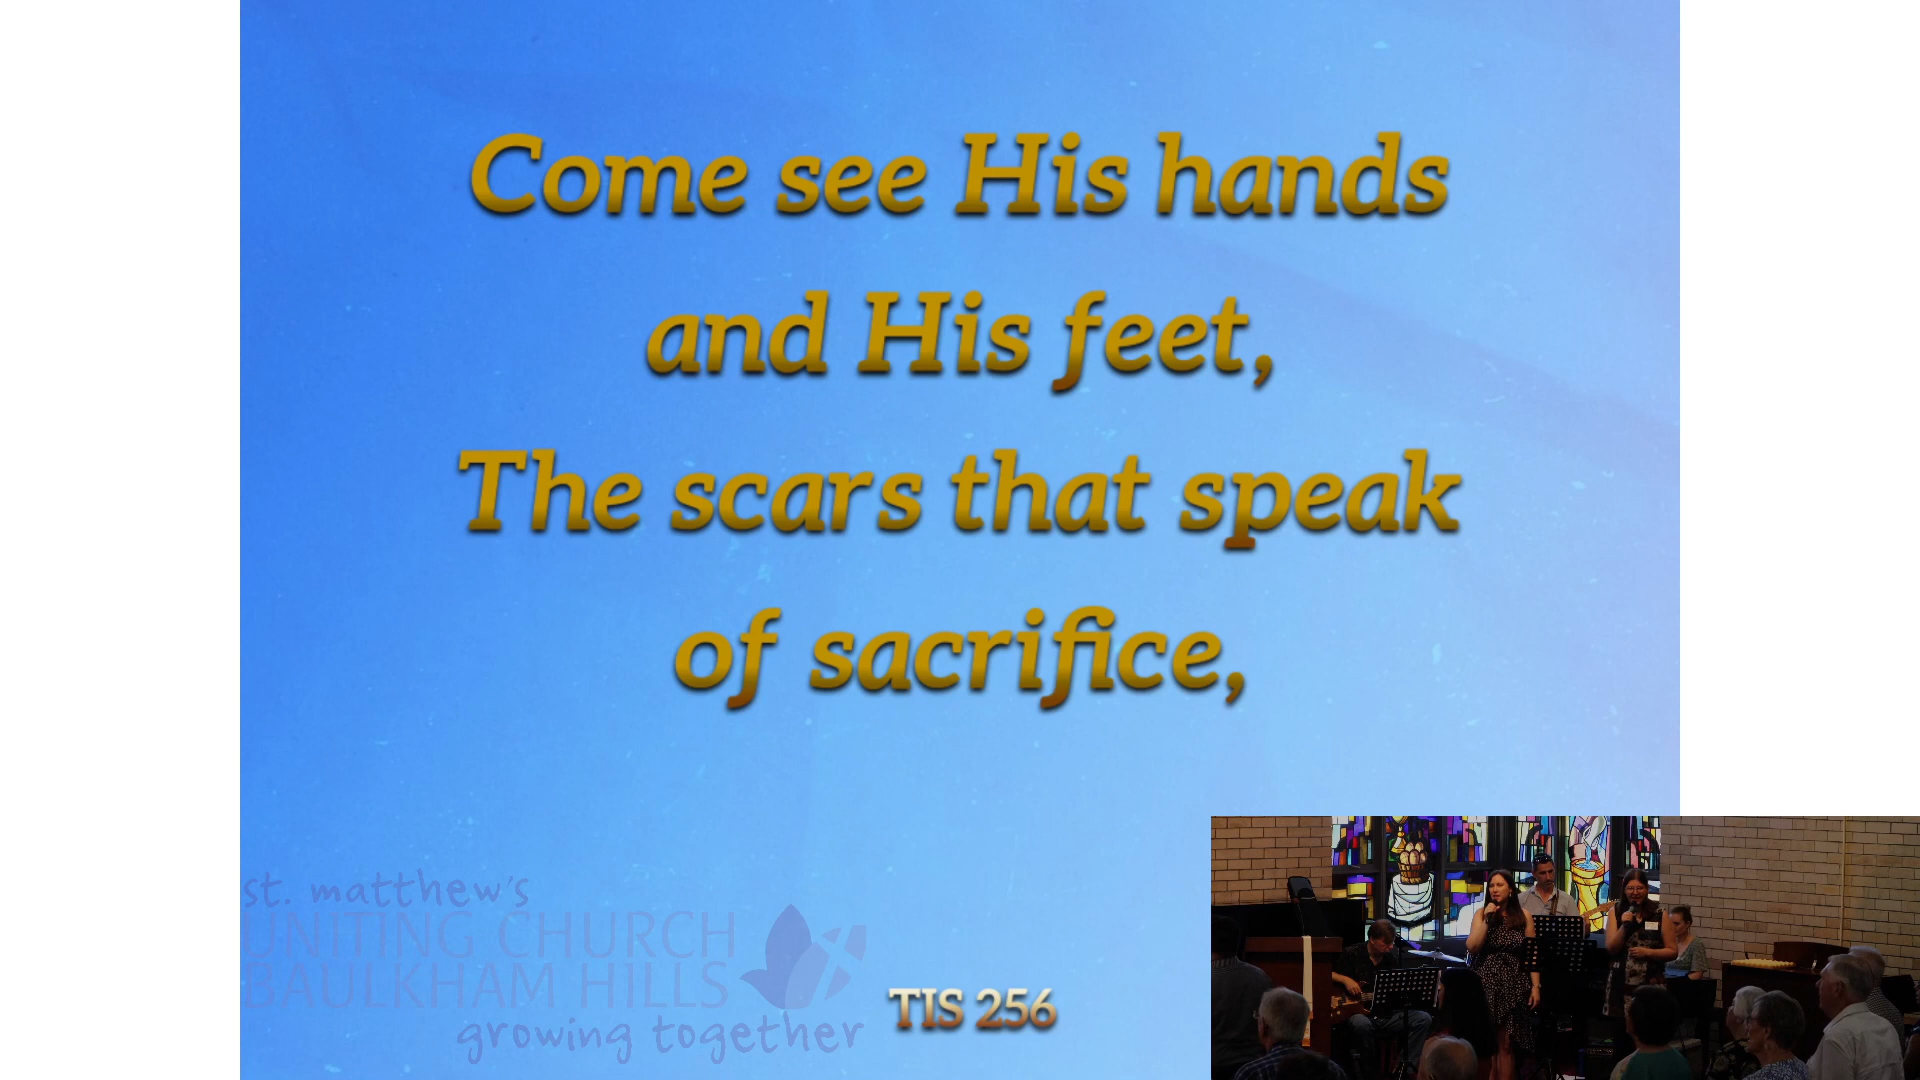 Come see His hands
and His feet,
The scars that speak
of sacrifice,
st. matthew's
UNITING CHURCH
BAULKHAM HILLS
growing together
TIS 256